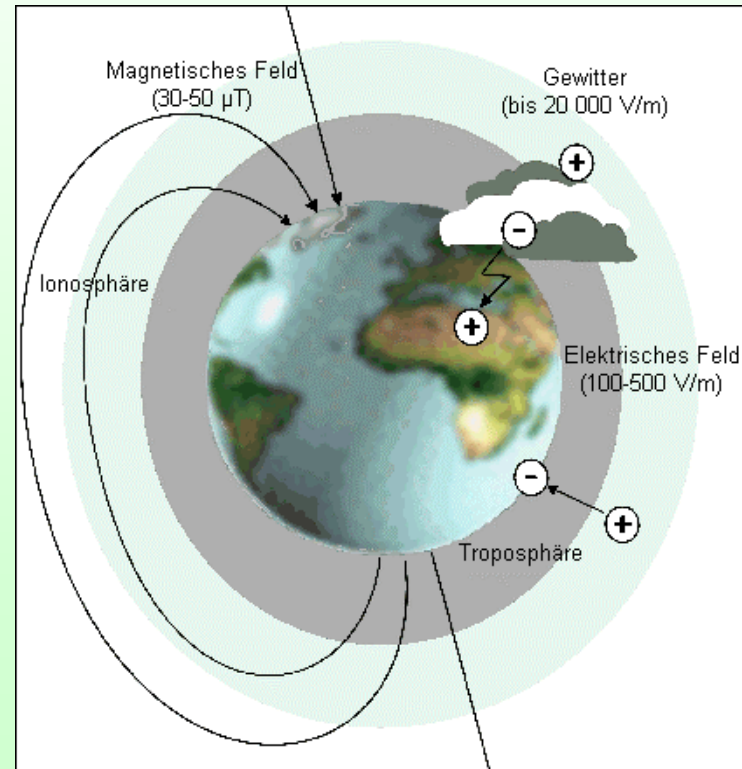 Magnetisches Feld
(30-50 µT)
Gewitter
(bis 20 000 V/m)
+
-
Ionosphäre
+
Elektrisches Feld
(100-500 V/m)
-
+
Troposphäre